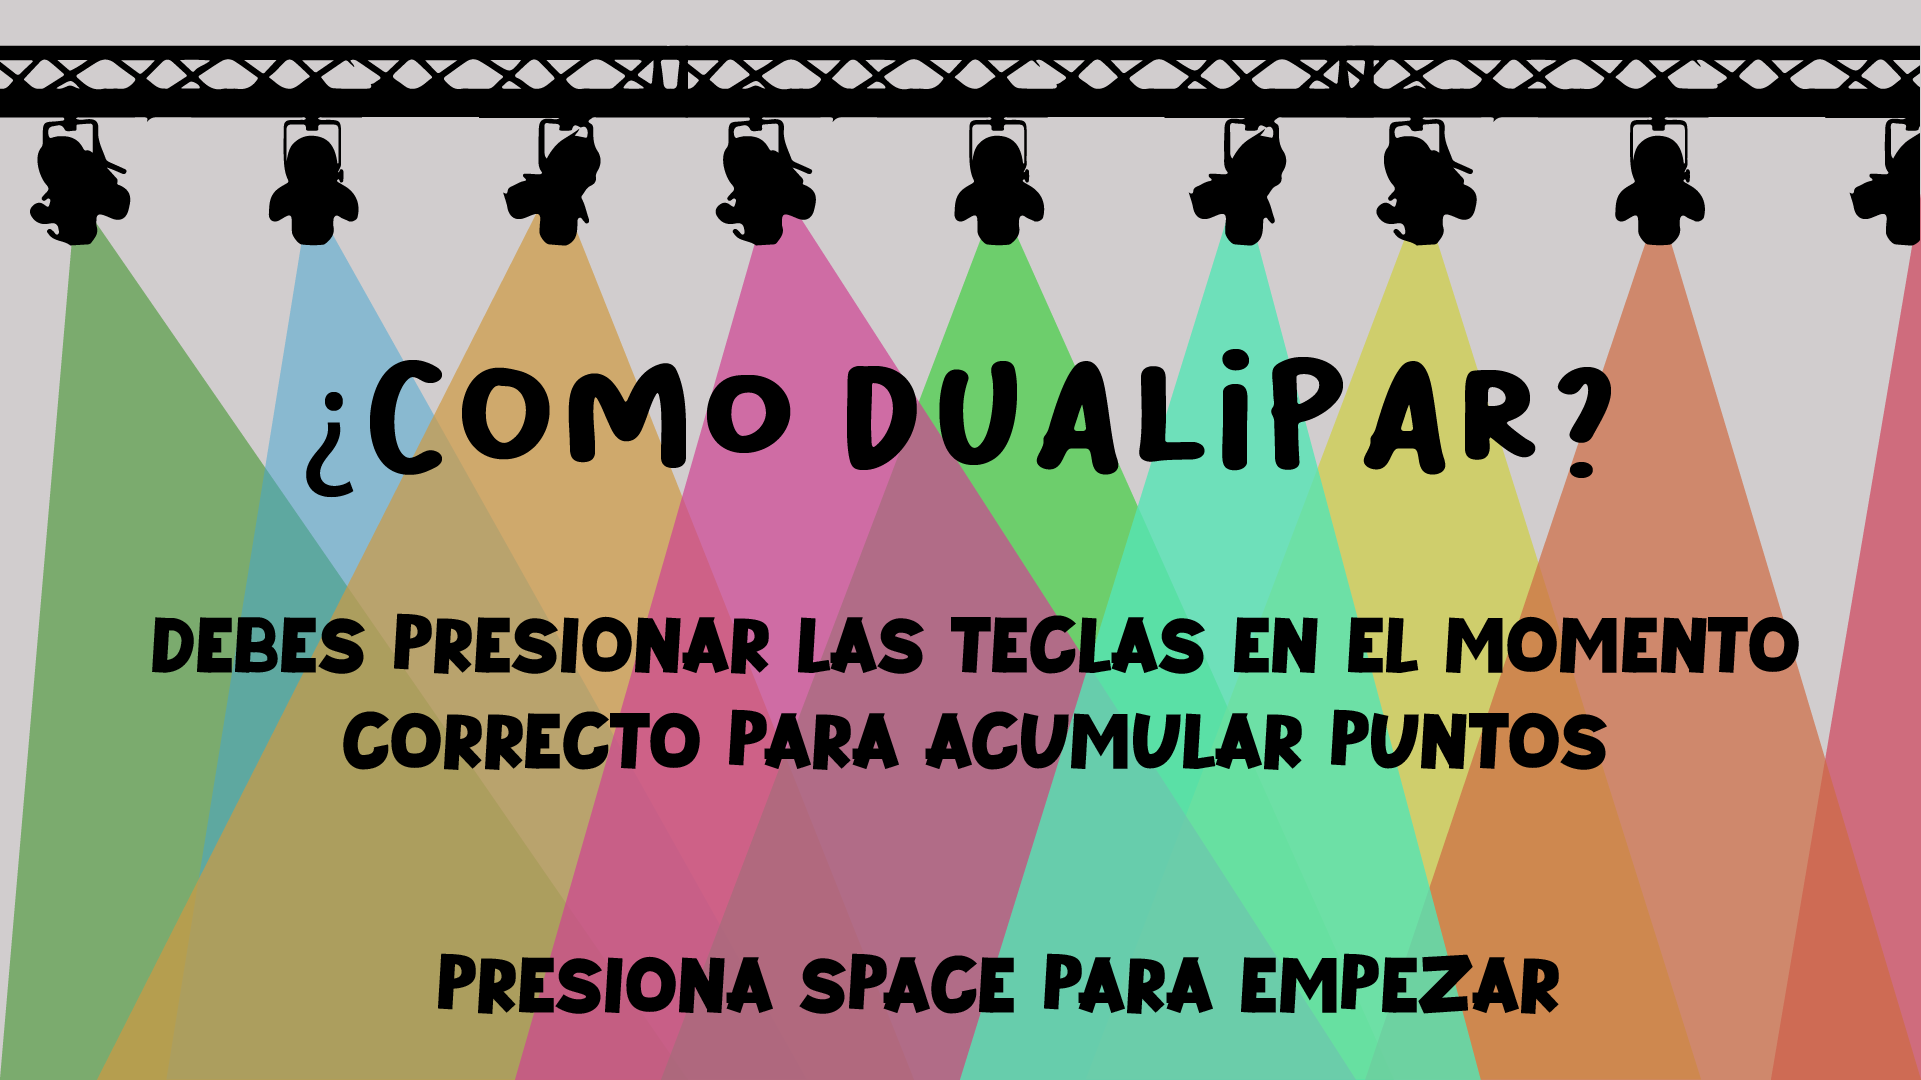 ¿COMO DUALiPAR?
DEBES PRESIONAR LAS TECLAS EN EL MOMENTO
CORRECTO PARA ACUMULAR PUNTOS
PRESIONA SPACE PARA EMPEZAR